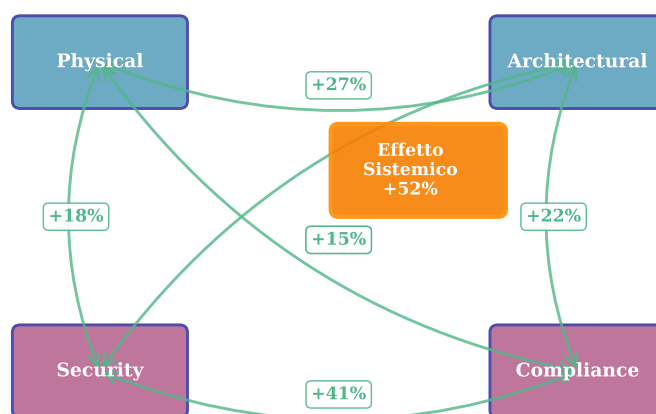 Physical
Architectural
+27%
Effetto
Sistemico
+52%
+18%
+22%
+15%
Security
Compliance
+41%